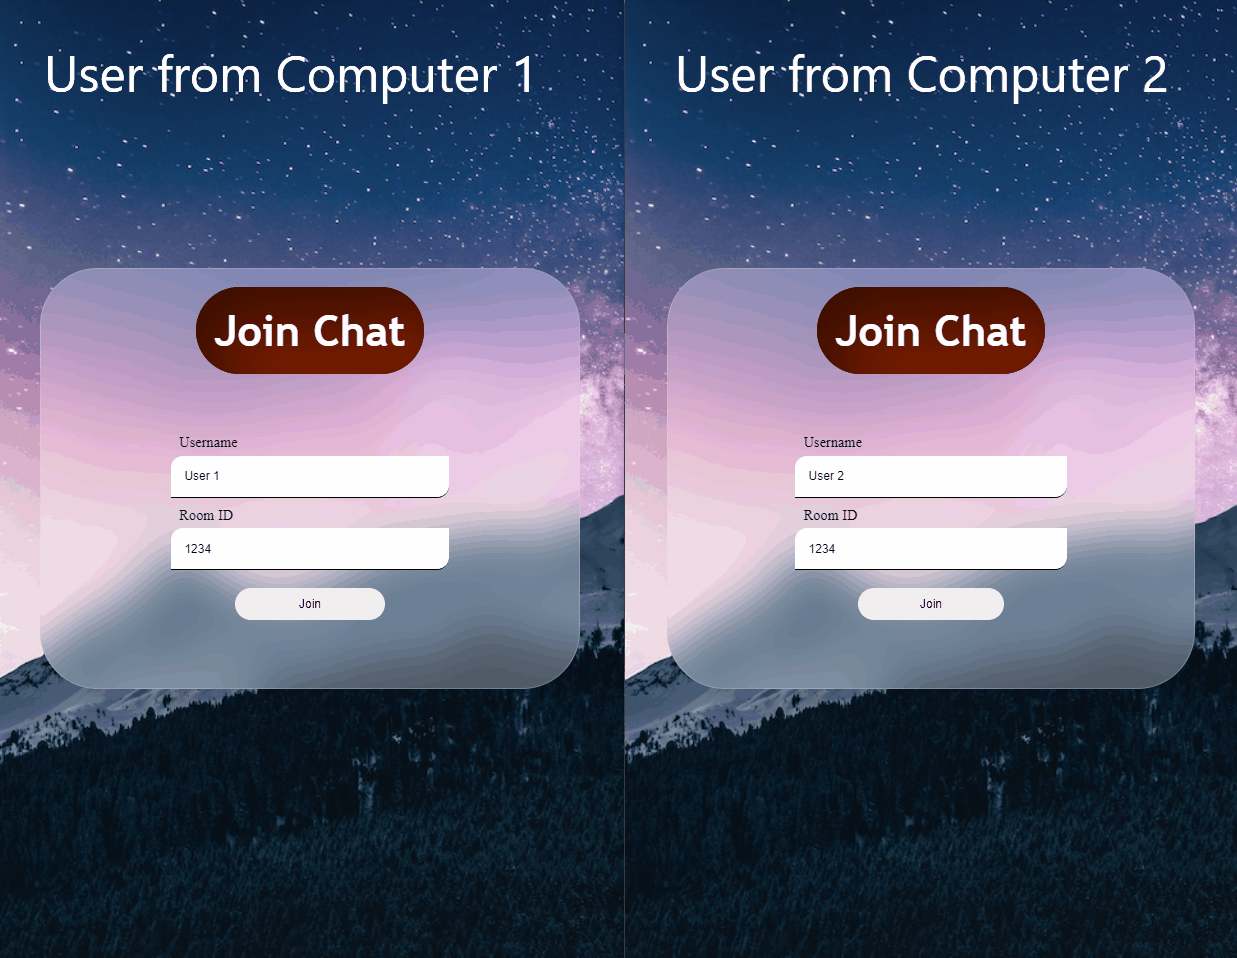 User from Computer 1
Join Chat
Username
User 1
Room ID
1234
Join
User from Computer 2
Join Chat
Username
User 2
Room ID
1234
Join